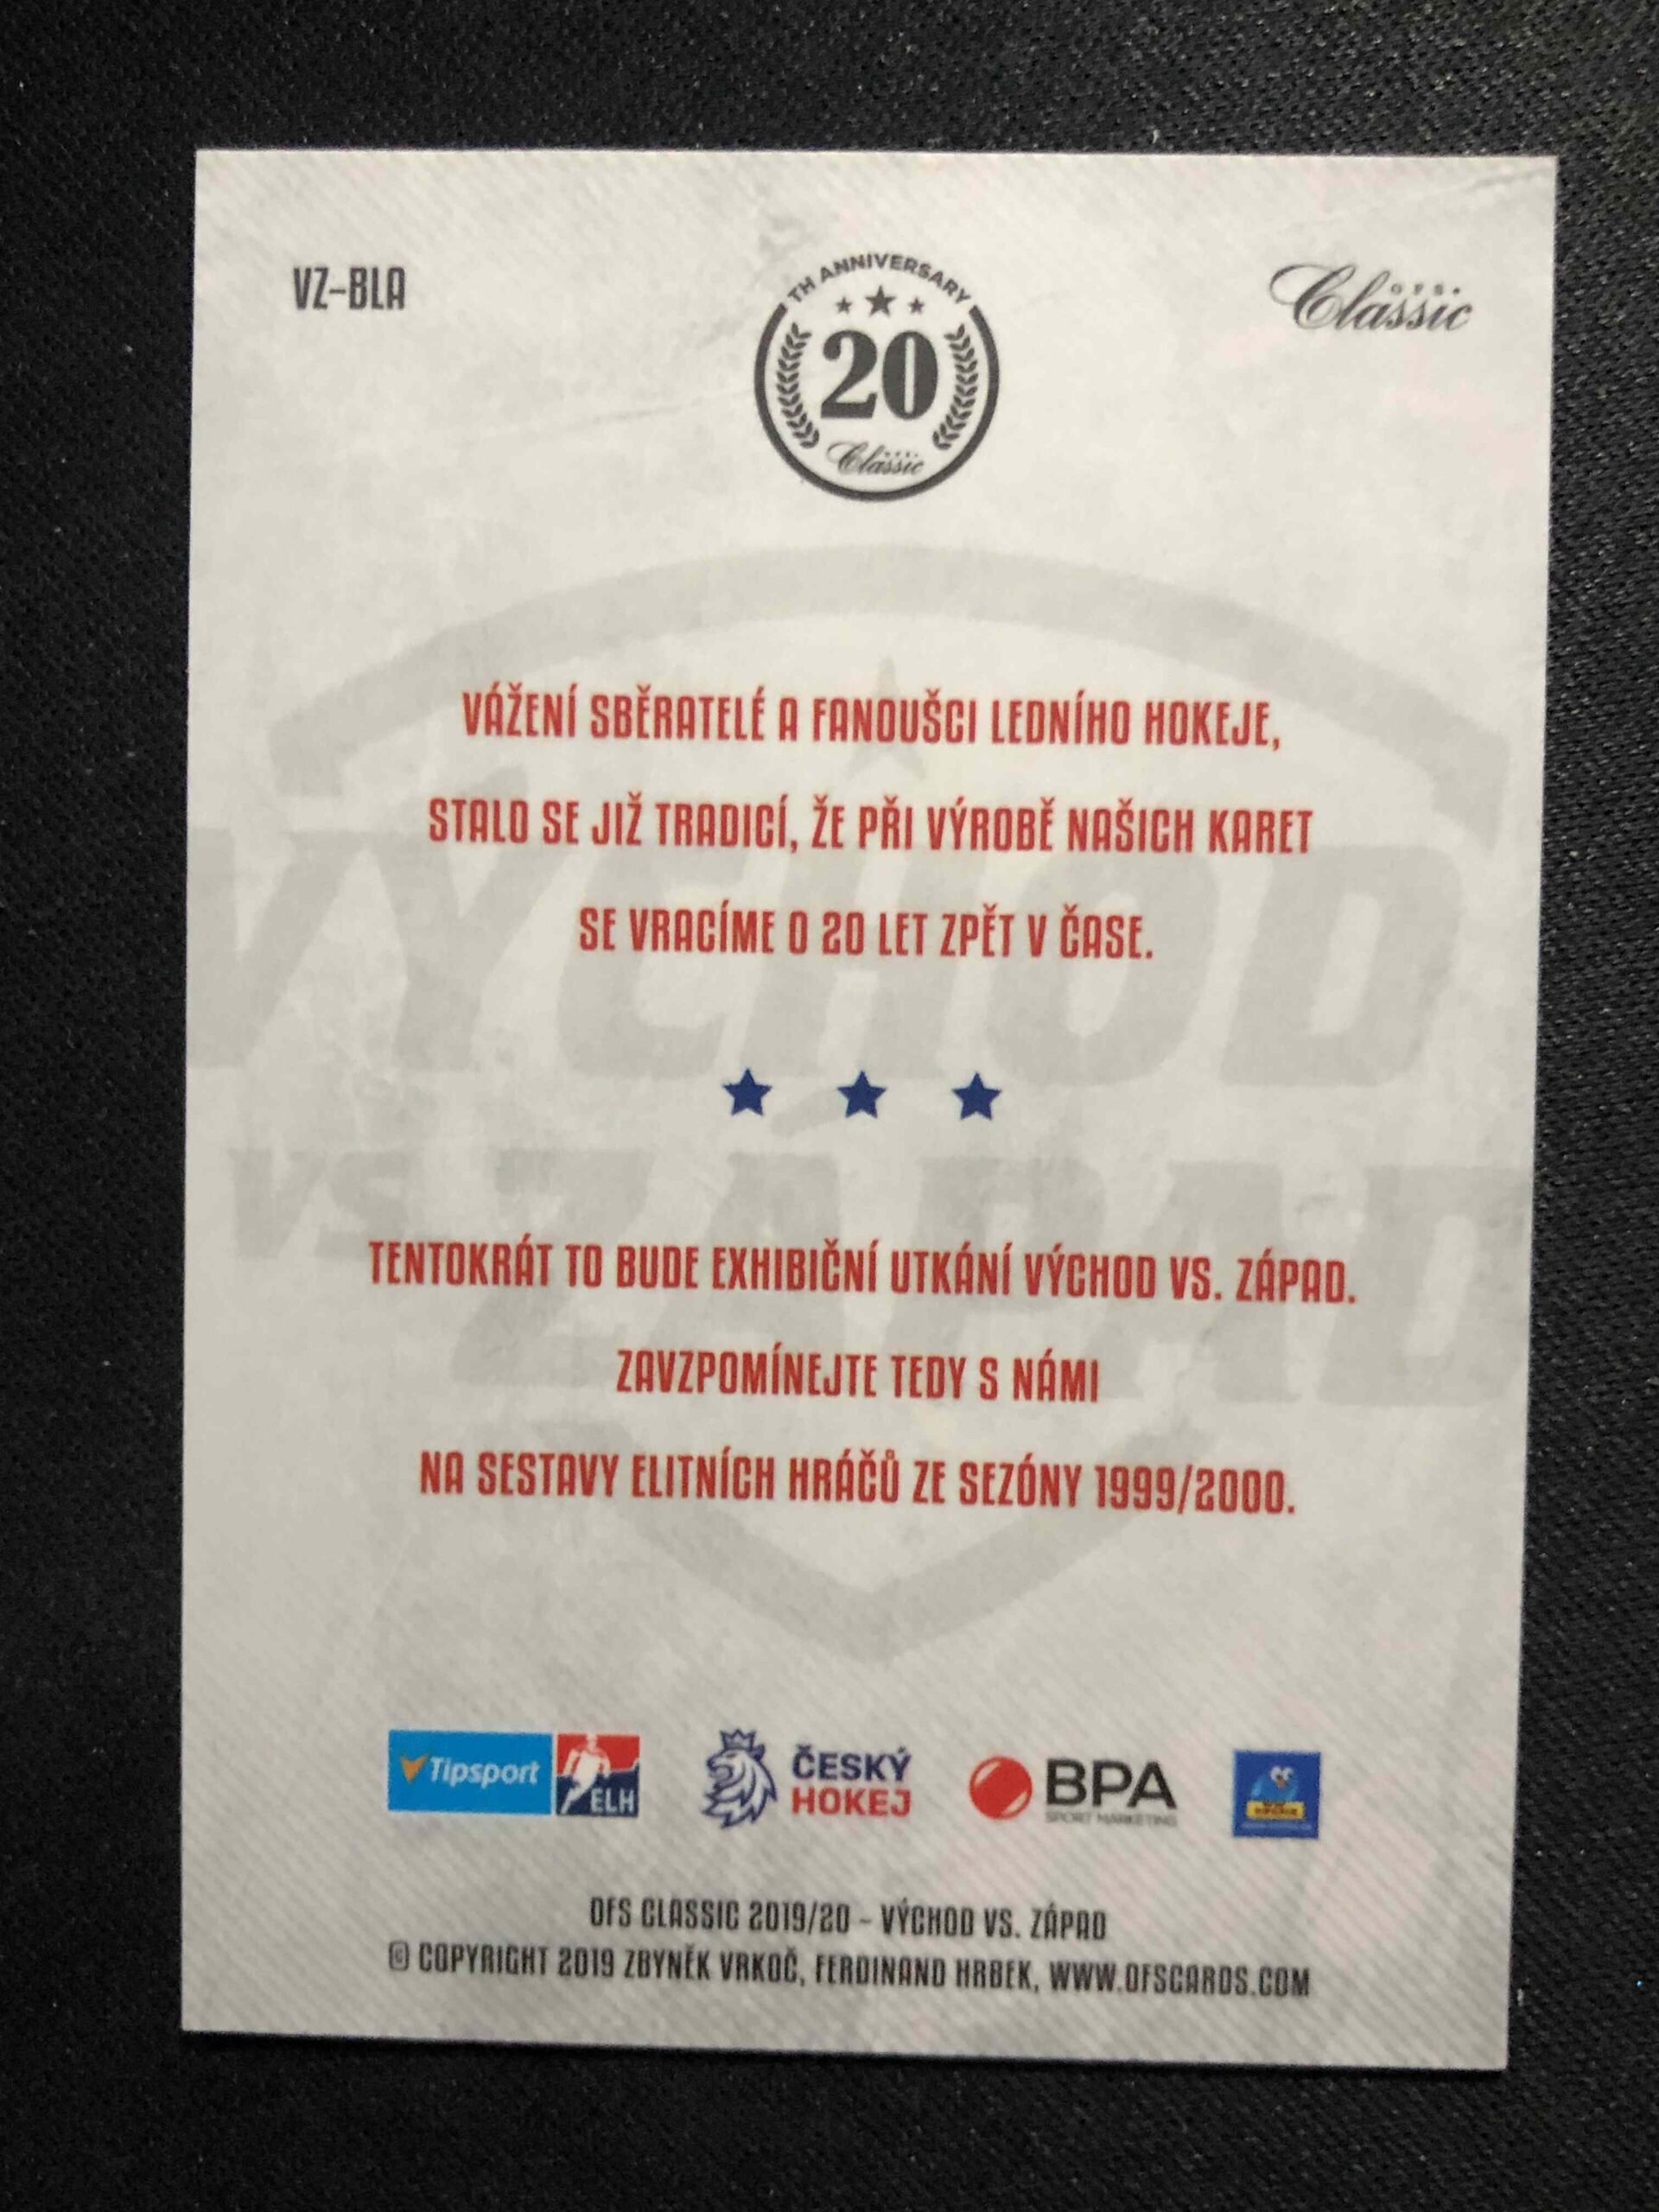 VZ-BLA
TH ANNIVERSARY
20
Classic
OFS
Classic
VÁŽENÍ SBĚRATELÉ A FANOUŠCI LEDNÍHO HOKEJE,
STALO SE JIŽ TRADICÍ, ŽE PŘI VÝROBĚ NAŠICH KARET
SE VRACÍME O 20 LET ZPĚT V ČASE.
VÝCHOD
VS ZÁPAD
TENTOKRÁT TO BUDE EXHIBIČNÍ UTKÁNÍ VÝCHOD VS. ZÁPAD.
ZAVZPOMÍNEJTE TEDY S NÁMI
NA SESTAVY ELITNÍCH HRÁČŮ ZE SEZÓNY 1999/2000.
Tipsport
ELH
ČESKÝ
HOKEJ
BPA
SPORT MARKETING
OFS CLASSIC 2019/20 - VÝCHOD VS. ZÁPAD
© COPYRIGHT 2019 ZBYNĚK VRKOČ, FERDINAND HRBEK, WWW.OFSCARDS.COM